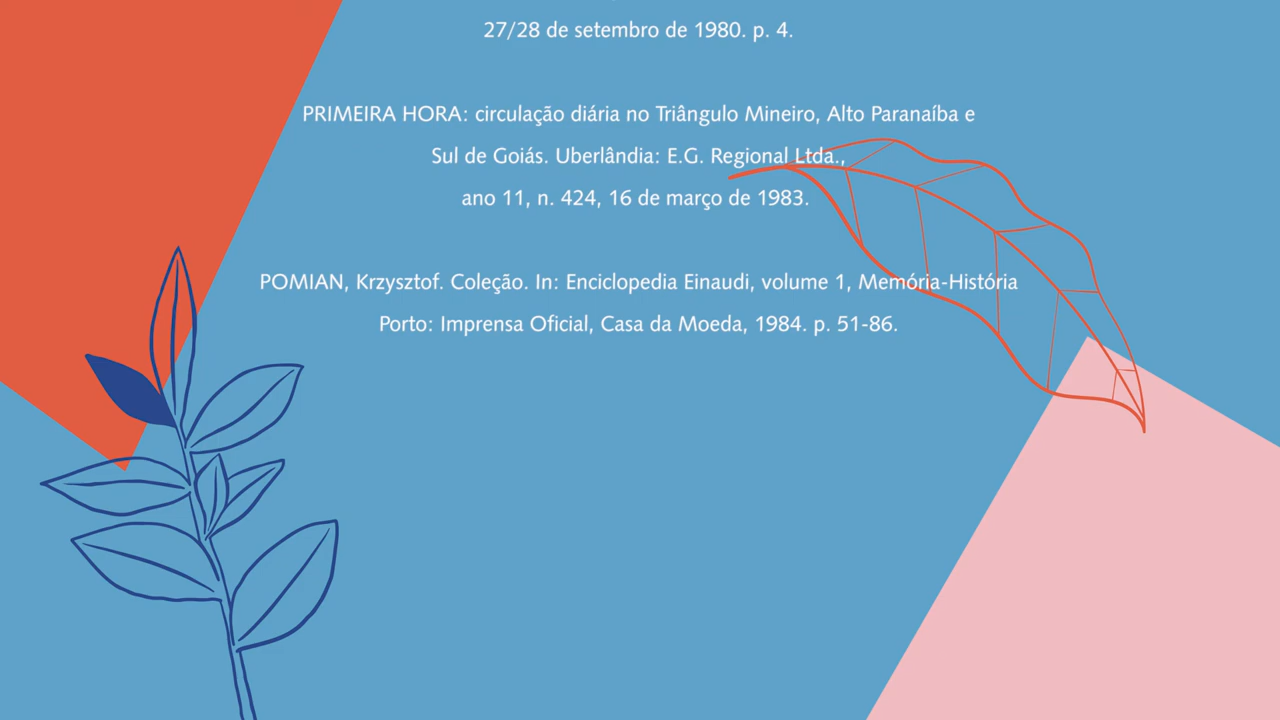 27/28 de setembro de 1980. p. 4.
PRIMEIRA HORA: circulação diária no Triângulo Mineiro, Alto Paranaíba e
Sul de Goiás. Uberlândia: E.G. Regional Ltda.,
ano 11, n. 424, 16 de março de 1983.
POMIAN, Krzysztof. Coleção. In: Enciclopedia Einaudi, volume 1, Memória-História
Porto: Imprensa Oficial, Casa da Moeda, 1984. p. 51-86.